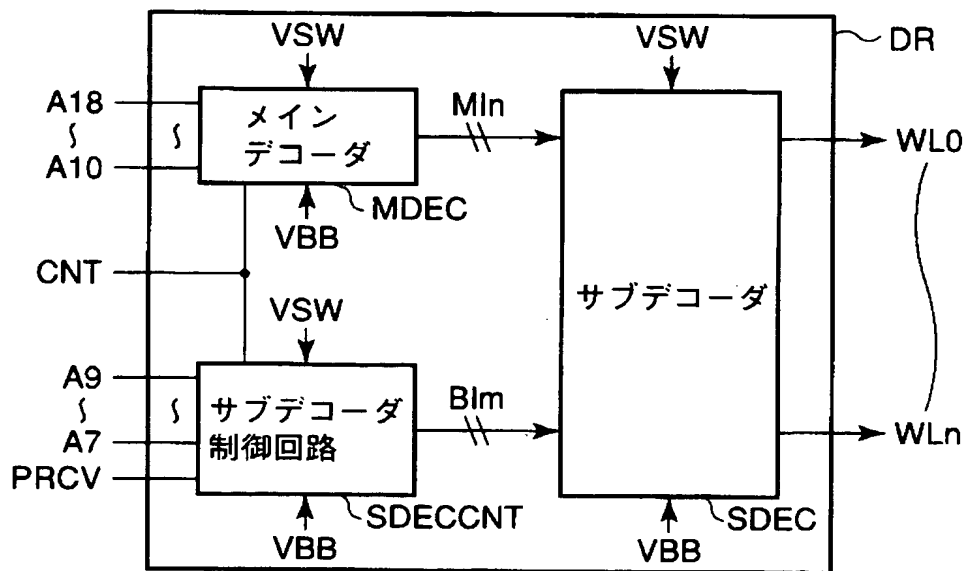 VSW
VSW
DR
A18
~
A10
~
メイン
デコーダ
MIn
WL0
MDEC
VBB
CNT
サブデコーダ
VSW
A9
~
A7
~
PRCV
サブデコーダ
制御回路
BIm
WLn
SDECCNT
SDEC
VBB
VBB